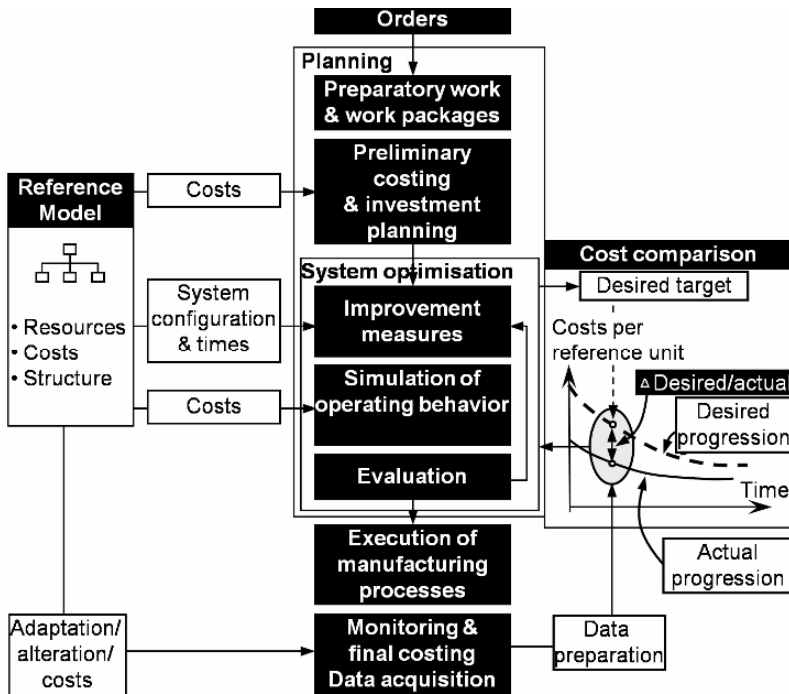 Orders
Planning
Preparatory work
& work packages
Preliminary
costing
& investment
planning
Reference
Model
Costs
• Resources
• Costs
• Structure
System
configuration
& times
Costs
System optimisation
Improvement
measures
Simulation of
operating behavior
Evaluation
Execution of
manufacturing
processes
Adaptation/
alteration/
costs
Monitoring &
final costing
Data acquisition
Data
preparation
Cost comparison
Desired target
Costs per
reference unit
Δ Desired/actual
Desired
progression
Time
Actual
progression